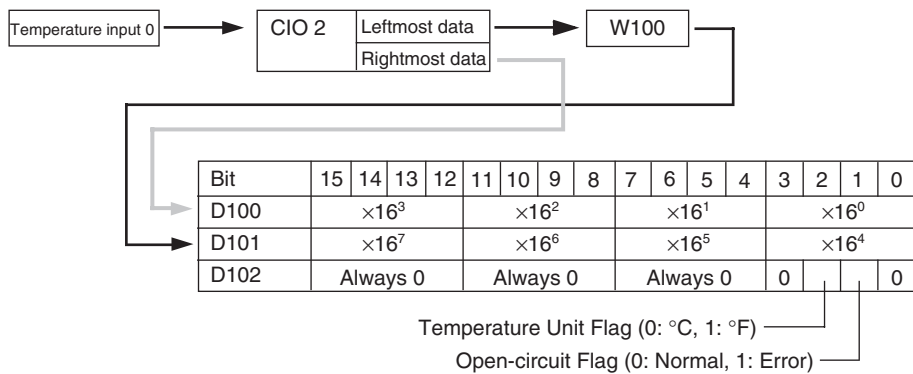 Temperature input 0
CIO 2
Leftmost data
Rightmost data
W100
Bit 15 14 13 12 11 10 9 8 7 6 5 4 3 2 1 0
D100 ×16³ ×16² ×16¹ ×16⁰
D101 ×16⁷ ×16⁶ ×16⁵ ×16⁴
D102 Always 0 Always 0 Always 0 0 0
Temperature Unit Flag (0: °C, 1: °F)
Open-circuit Flag (0: Normal, 1: Error)